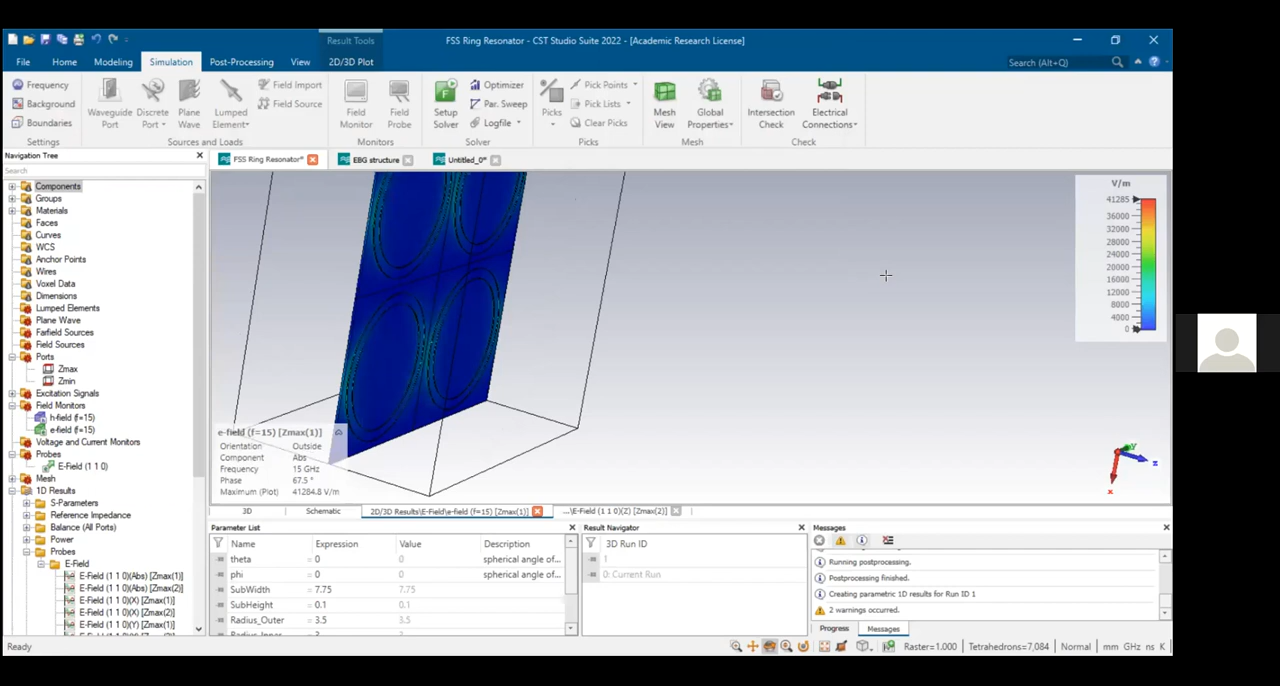 Result Tools
FSS Ring Resonator - CST Studio Suite 2022 - [Academic Research License]
File Home Modeling Simulation Post-Processing View 2D/3D Plot Search (Alt+Q)
Frequency
Background
Boundaries
Settings
Waveguide Port
Discrete Port
Plane Wave
Lumped Element
Field Import
Field Source
Sources and Loads
Field Monitor
Field Probe
Monitors
Setup Solver
Optimizer
Par. Sweep
Logfile
Solver
Picks
Pick Points
Pick Lists
Clear Picks
Picks
Mesh View
Global Properties
Mesh
Intersection Check
Electrical Connections
Check
Navigation Tree
FSS Ring Resonator* EBG structure Untitled_0*
Search
Components
Groups
Materials
Faces
Curves
WCS
Anchor Points
Wires
Voxel Data
Dimensions
Lumped Elements
Plane Wave
Farfield Sources
Field Sources
Ports
Zmax
Zmin
Excitation Signals
Field Monitors
h-field (f=15)
e-field (f=15)
Voltage and Current Monitors
Probes
E-Field (1 1 0)
Mesh
1D Results
S-Parameters
Reference Impedance
Balance (All Ports)
Power
Probes
E-Field
E-Field (1 1 0)(Abs) [Zmax(1)]
E-Field (1 1 0)(Abs) [Zmax(2)]
E-Field (1 1 0)(X) [Zmax(1)]
E-Field (1 1 0)(X) [Zmax(2)]
E-Field (1 1 0)(Y) [Zmax(1)]
V/m
41285
36000
32000
28000
24000
20000
16000
12000
8000
4000
0
e-field (f=15) [Zmax(1)]
Orientation Outside
Component Abs
Frequency 15 GHz
Phase 67.5 °
Maximum (Plot) 41284.8 V/m
y
z
x
3D Schematic 2D/3D Results\E-Field\e-field (f=15) [Zmax(1)] ...\E-Field (1 1 0)(Z) [Zmax(2)]
Parameter List
Name Expression Value Description
theta = 0 0 spherical angle of...
phi = 0 0 spherical angle of...
SubWidth = 7.75 7.75
SubHeight = 0.1 0.1
Radius_Outer = 3.5 3.5
Result Navigator
3D Run ID
1
0: Current Run
Messages
Running postprocessing.
Postprocessing finished.
Creating parametric 1D results for Run ID 1
2 warnings occurred.
Progress Messages
Ready Raster=1.000 Tetrahedrons=7,084 Normal mm GHz ns K